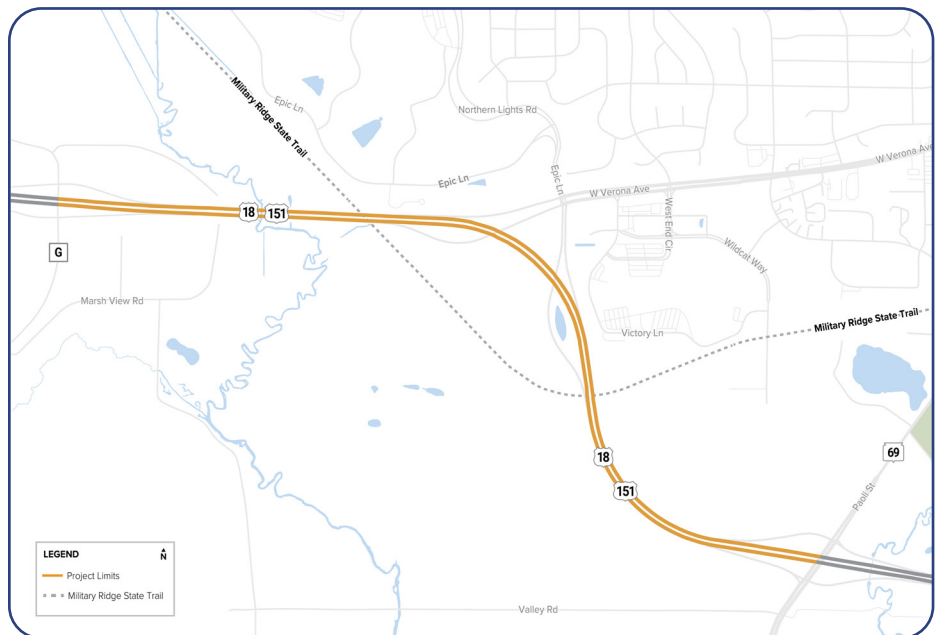 Military Ridge State Trail
Epic Ln
Northern Lights Rd
W Verona Ave
Epic Ln
Epic Ln
W Verona Ave
West End Cir
18
151
G
Wildcat Way
Marsh View Rd
Victory Ln
Military Ridge State Trail
69
18
151
Paoli St
LEGEND
N
Project Limits
Military Ridge State Trail
Valley Rd